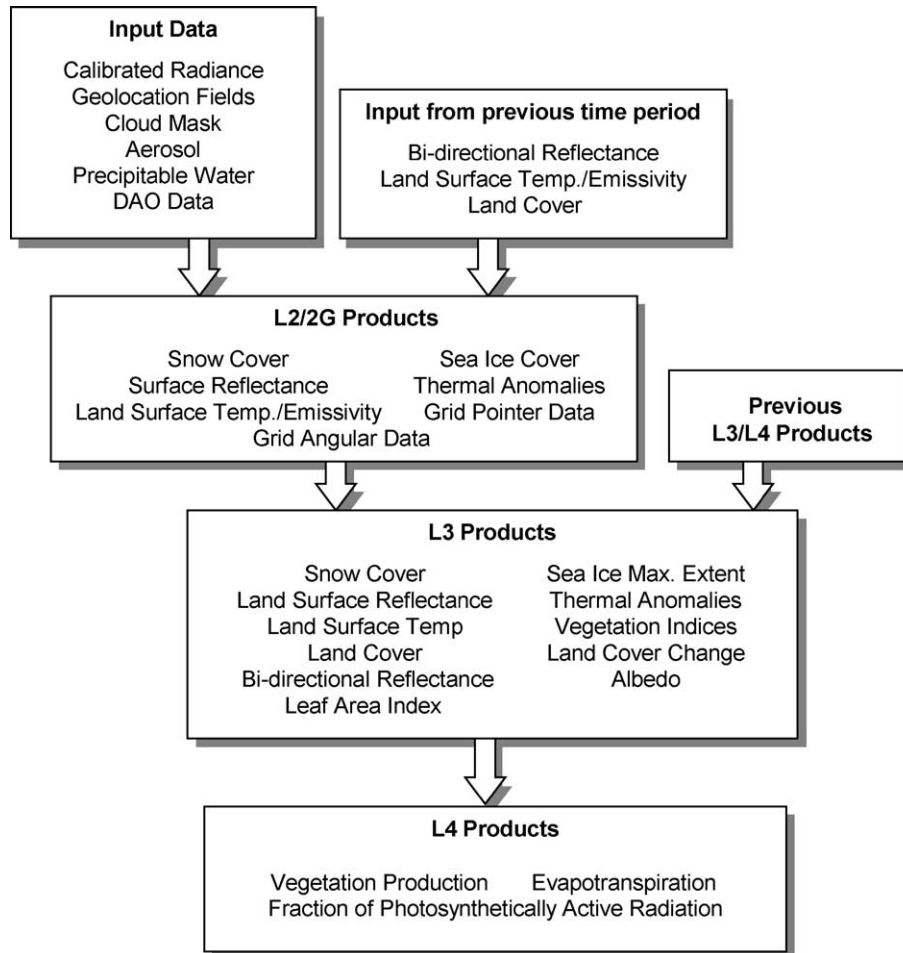 Input Data
Calibrated Radiance
Geolocation Fields
Cloud Mask
Aerosol
Precipitable Water
DAO Data
Input from previous time period
Bi-directional Reflectance
Land Surface Temp./Emissivity
Land Cover
L2/2G Products
Snow Cover
Surface Reflectance
Land Surface Temp./Emissivity
Sea Ice Cover
Thermal Anomalies
Grid Pointer Data
Grid Angular Data
Previous
L3/L4 Products
L3 Products
Snow Cover
Land Surface Reflectance
Land Surface Temp
Land Cover
Bi-directional Reflectance
Leaf Area Index
Sea Ice Max. Extent
Thermal Anomalies
Vegetation Indices
Land Cover Change
Albedo
L4 Products
Vegetation Production Evapotranspiration
Fraction of Photosynthetically Active Radiation